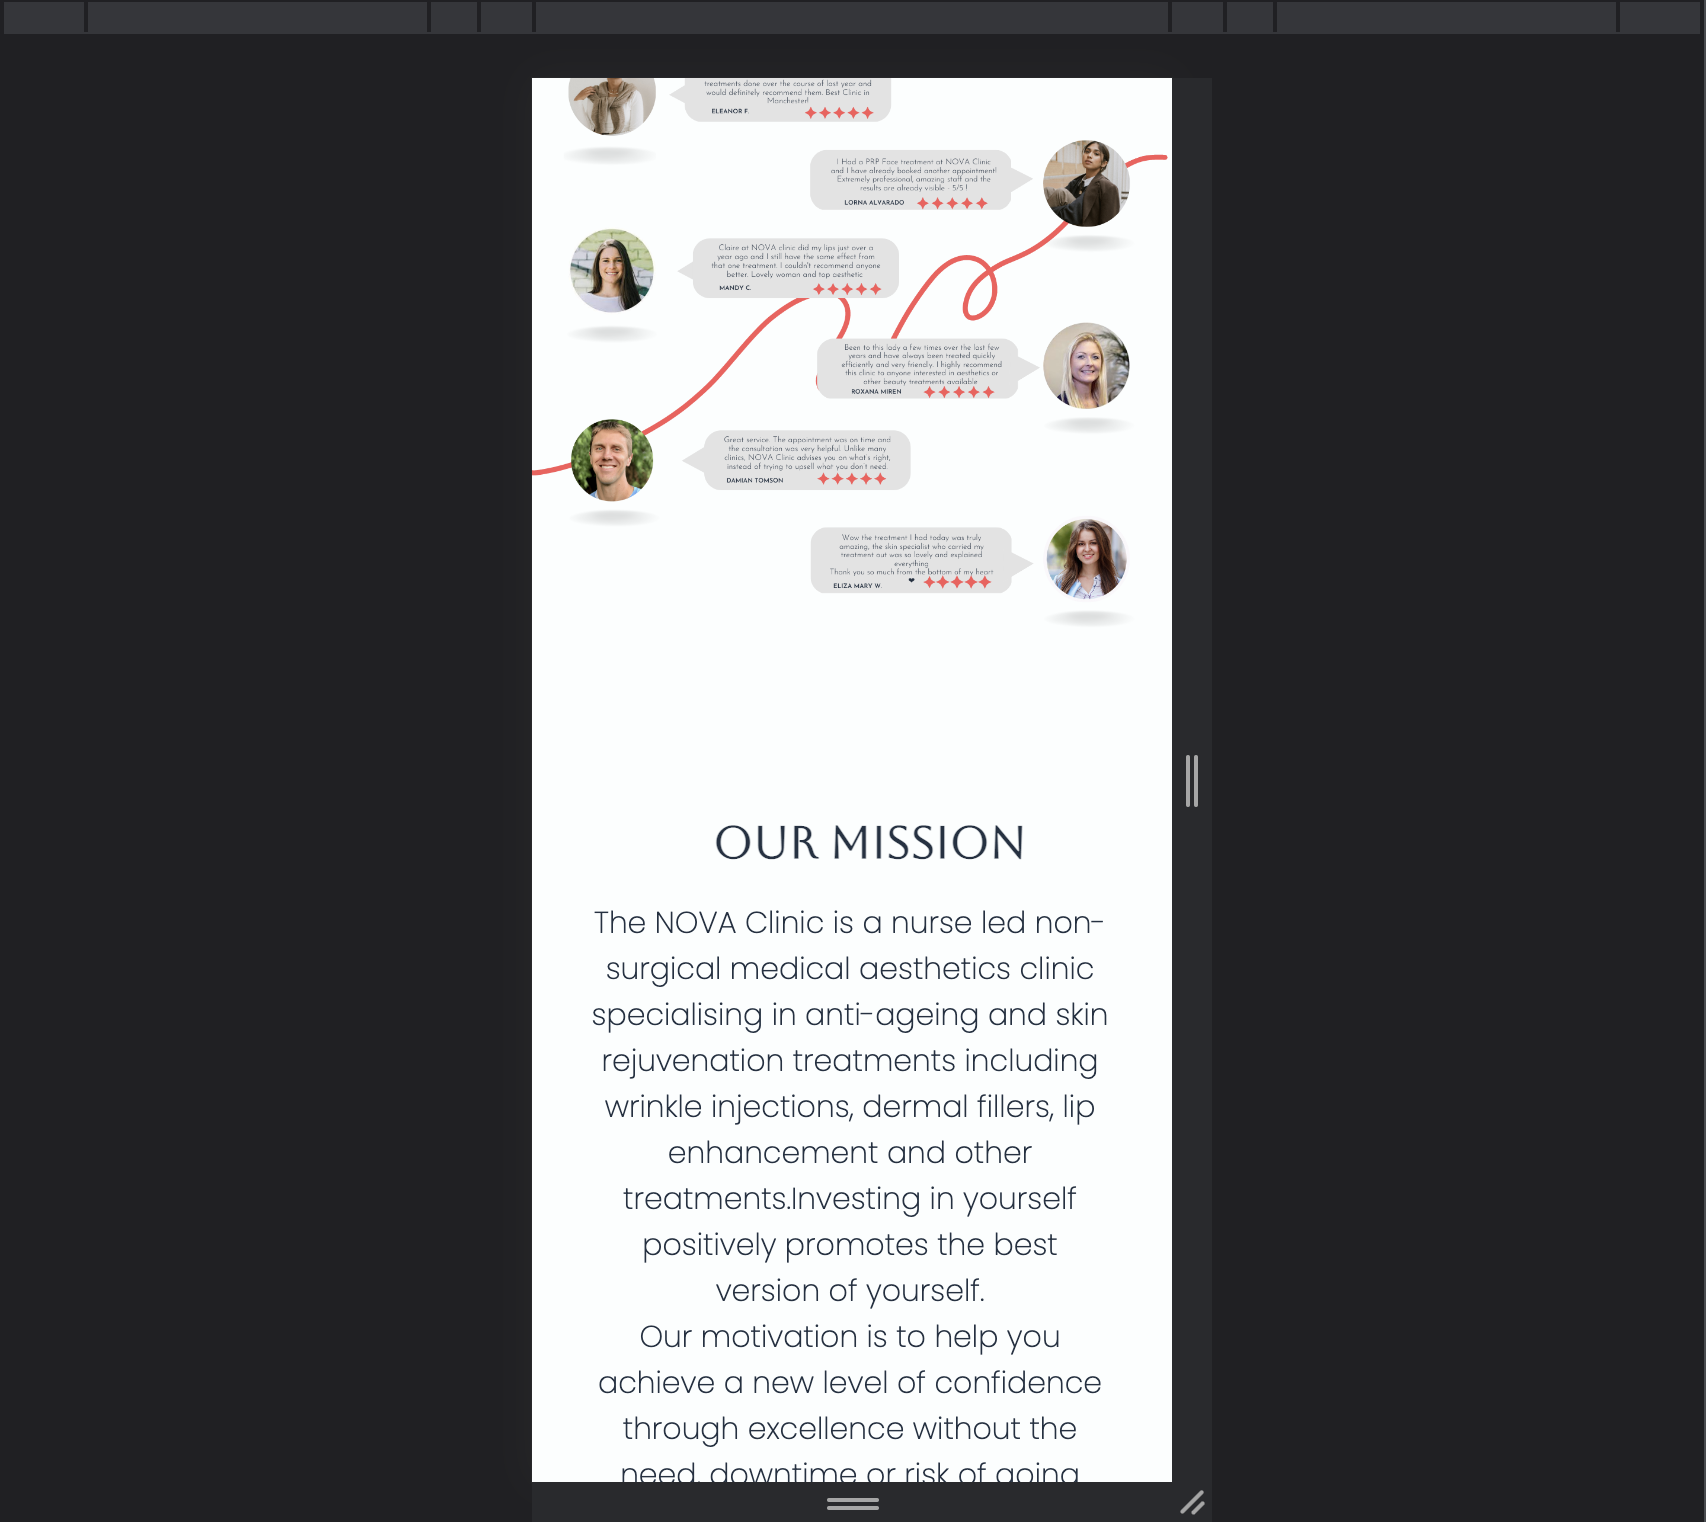 treatments done over the course of last year and
would definitely recommend them. Best Clinic in
Manchester!
ELEANOR F.
I Had a PRP Face treatment at NOVA Clinic
and I have already booked another appointment!
Extremely professional, amazing staff and the
results are already visible - 5/5 !
LORNA ALVARADO
Claire at NOVA clinic did my lips just over a
year ago and I still have the same effect from
that one treatment. I couldn't recommend anyone
better. Lovely woman and top aesthetic
MANDY C.
Been to this lady a few times over the last few
years and have always been treated quickly
efficiently and very friendly. I highly recommend
this clinic to anyone interested in aesthetics or
other beauty treatments available
ROXANA MIREN
Great service. The appointment was on time and
the consultation was very helpful. Unlike many
clinics, NOVA Clinic advises you on what's right,
instead of trying to upsell what you don't need.
DAMIAN TOMSON
Wow the treatment I had today was truly
amazing, the skin specialist who carried my
treatment out was so lovely and explained
everything
Thank you so much from the bottom of my heart
❤
ELIZA MARY W.
OUR MISSION
The NOVA Clinic is a nurse led non-
surgical medical aesthetics clinic
specialising in anti-ageing and skin
rejuvenation treatments including
wrinkle injections, dermal fillers, lip
enhancement and other
treatments.Investing in yourself
positively promotes the best
version of yourself.
Our motivation is to help you
achieve a new level of confidence
through excellence without the
need, downtime or risk of going